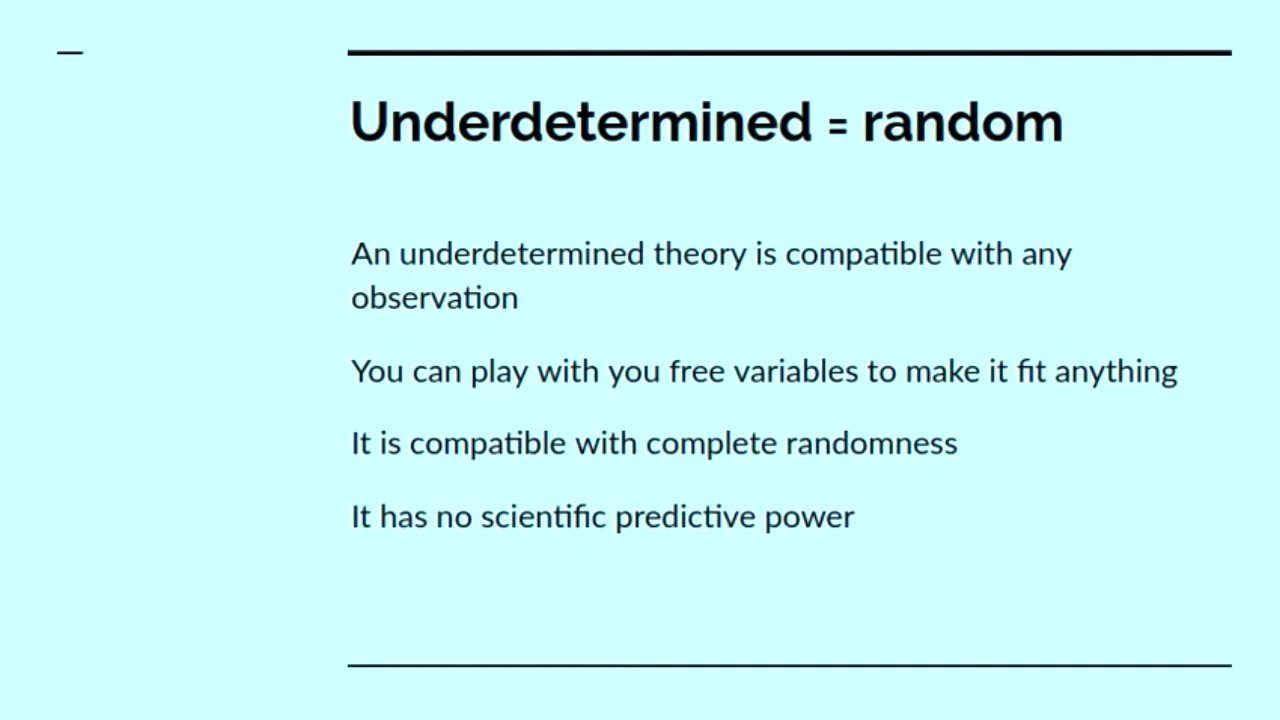 Underdetermined = random
An underdetermined theory is compatible with any
observation
You can play with you free variables to make it fit anything
It is compatible with complete randomness
It has no scientific predictive power